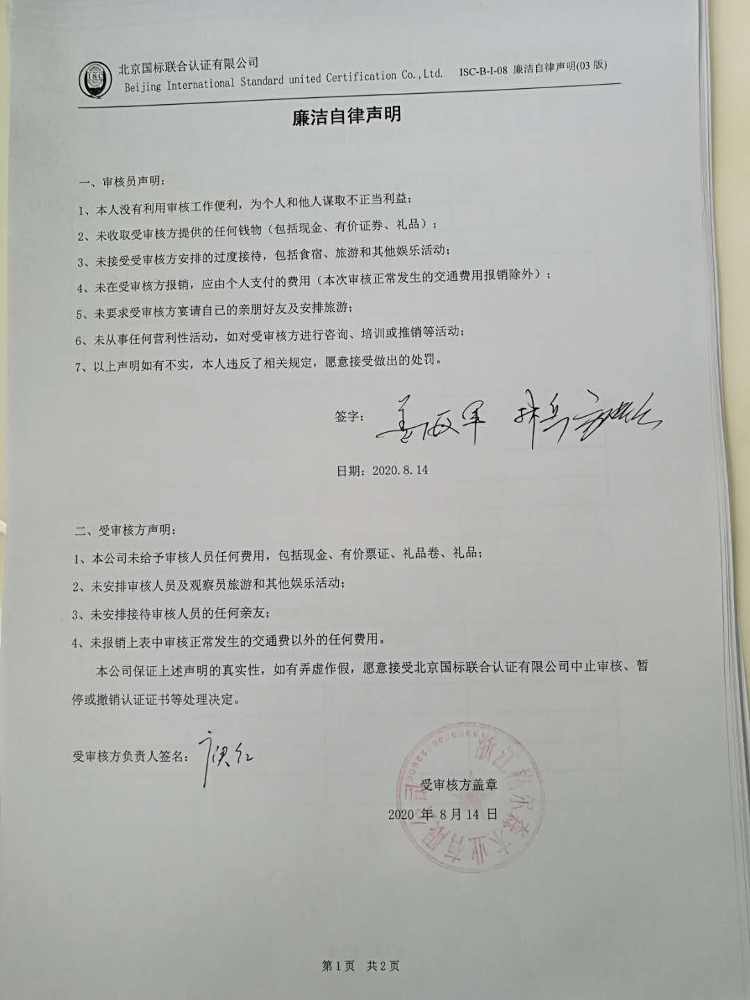 北京国标联合认证有限公司
Beijing International Standard united Certification Co.,Ltd. ISC-B-I-08 廉洁自律声明(03 版)
廉洁自律声明
一、审核员声明：
1、本人没有利用审核工作便利，为个人和他人谋取不正当利益；
2、未收取受审核方提供的任何钱物（包括现金、有价证券、礼品）；
3、未接受受审核方安排的过度接待，包括食宿、旅游和其他娱乐活动；
4、未在受审核方报销，应由个人支付的费用（本次审核正常发生的交通费用报销除外）；
5、未要求受审核方宴请自己的亲朋好友及安排旅游；
6、未从事任何营利性活动，如对受审核方进行咨询、培训或推销等活动；
7、以上声明如有不实，本人违反了相关规定，愿意接受做出的处罚。
签字：
日期：2020.8.14
二、受审核方声明：
1、本公司未给予审核人员任何费用，包括现金、有价票证、礼品卷、礼品；
2、未安排审核人员及观察员旅游和其他娱乐活动；
3、未安排接待审核人员的任何亲友；
4、未报销上表中审核正常发生的交通费以外的任何费用。
本公司保证上述声明的真实性，如有弄虚作假，愿意接受北京国标联合认证有限公司中止审核、暂
停或撤销认证证书等处理决定。
受审核方负责人签名：
浙江格尔森木业有限公司
受审核方盖章
2020 年 8月 14 日
第 1 页 共 2 页